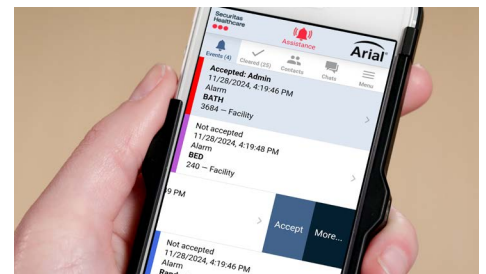 Securitas
Healthcare
Assistance
Arial
Events (4)
Cleared (25)
Contacts
Chats
Menu
Accepted: Admin
11/28/2024, 4:19:46 PM
Alarm
BATH
3684 – Facility
Not accepted
11/28/2024, 4:19:48 PM
Alarm
BED
240 – Facility
9 PM
Accept
More...
Not accepted
11/28/2024, 4:19:46 PM
Alarm